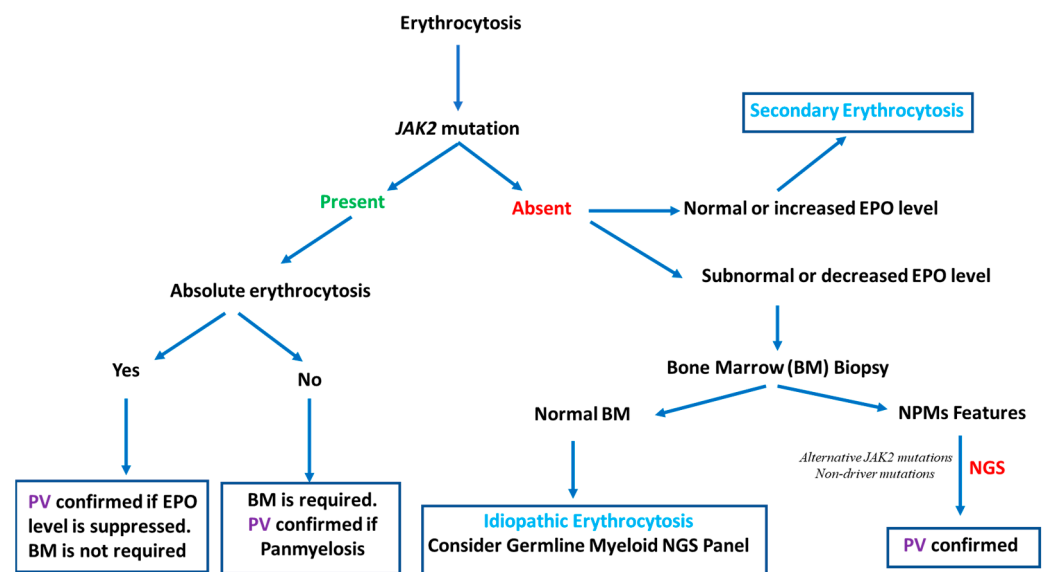 Erythrocytosis
JAK2 mutation
Secondary Erythrocytosis
Present
Absent
Normal or increased EPO level
Absolute erythrocytosis
Subnormal or decreased EPO level
Yes
No
Bone Marrow (BM) Biopsy
Normal BM
NPMs Features
Alternative JAK2 mutations
Non-driver mutations
NGS
PV confirmed if EPO
level is suppressed.
BM is not required
BM is required.
PV confirmed if
Panmyelosis
Idiopathic Erythrocytosis
Consider Germline Myeloid NGS Panel
PV confirmed